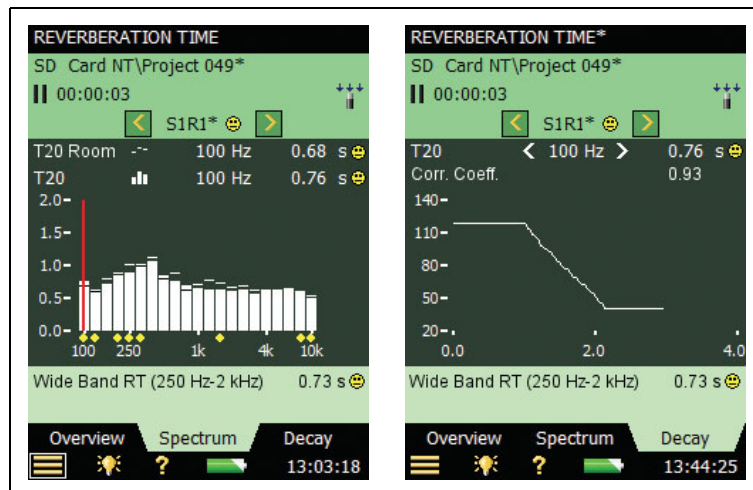 REVERBERATION TIME
SD Card NT\Project 049*
00:00:03
S1R1*
T20 Room 100 Hz 0.68 s
T20 100 Hz 0.76 s
2.0
1.5
1.0
0.5
0.0
100 250 1k 4k 10k
Wide Band RT (250 Hz-2 kHz) 0.73 s
Overview Spectrum Decay
? 13:03:18
REVERBERATION TIME*
SD Card NT\Project 049*
00:00:03
S1R1*
T20 < 100 Hz > 0.76 s
Corr. Coeff. 0.93
140
110
80
50
20
0.0 2.0 4.0
Wide Band RT (250 Hz-2 kHz) 0.73 s
Overview Spectrum Decay
? 13:44:25